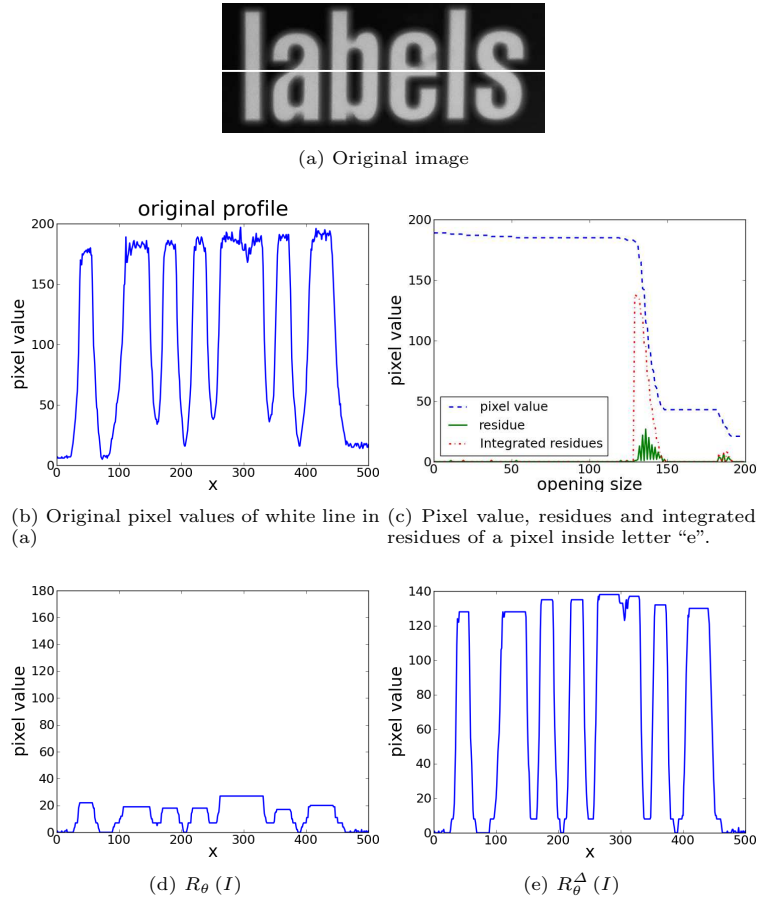 labels
(a) Original image
original profile
200
150
100
50
0
0 100 200 300 400 500
pixel value
x
200
150
100
50
0
0 50 100 150 200
pixel value
opening size
pixel value
residue
Integrated residues
(b) Original pixel values of white line in
(a)
(c) Pixel value, residues and integrated
residues of a pixel inside letter “e”.
180
160
140
120
100
80
60
40
20
0
0 100 200 300 400 500
pixel value
x
(d) R_θ (I)
140
120
100
80
60
40
20
0
0 100 200 300 400 500
pixel value
x
(e) R_θ^Δ (I)